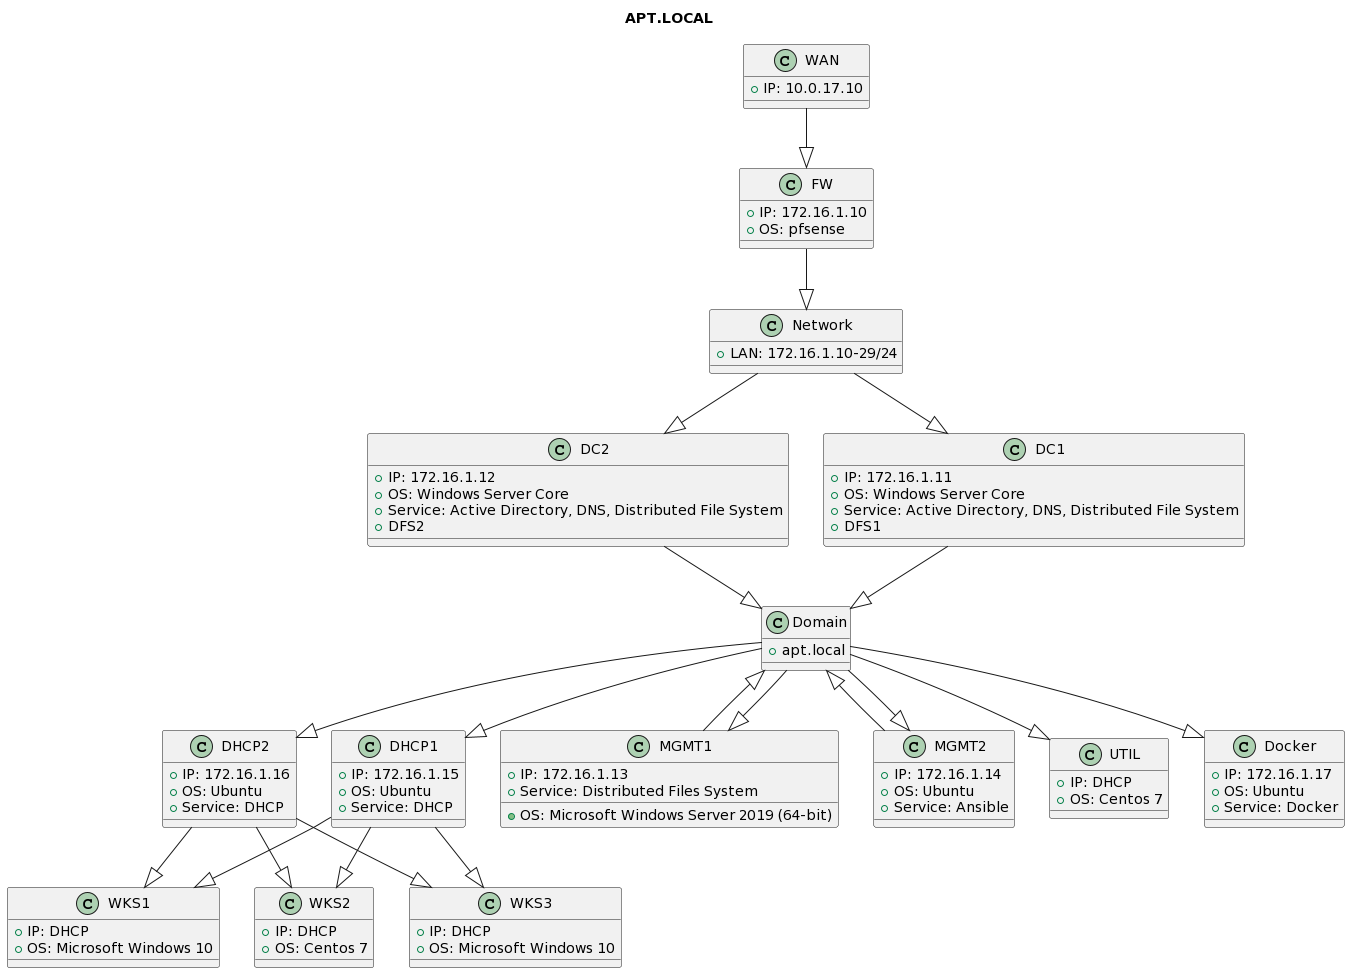 APT.LOCAL
C WAN
IP: 10.0.17.10
C FW
IP: 172.16.1.10
OS: pfsense
C Network
LAN: 172.16.1.10-29/24
C DC2
IP: 172.16.1.12
OS: Windows Server Core
Service: Active Directory, DNS, Distributed File System
DFS2
C DC1
IP: 172.16.1.11
OS: Windows Server Core
Service: Active Directory, DNS, Distributed File System
DFS1
C Domain
apt.local
C DHCP2
IP: 172.16.1.16
OS: Ubuntu
Service: DHCP
C DHCP1
IP: 172.16.1.15
OS: Ubuntu
Service: DHCP
C MGMT1
IP: 172.16.1.13
Service: Distributed Files System
OS: Microsoft Windows Server 2019 (64-bit)
C MGMT2
IP: 172.16.1.14
OS: Ubuntu
Service: Ansible
C UTIL
IP: DHCP
OS: Centos 7
C Docker
IP: 172.16.1.17
OS: Ubuntu
Service: Docker
C WKS1
IP: DHCP
OS: Microsoft Windows 10
C WKS2
IP: DHCP
OS: Centos 7
C WKS3
IP: DHCP
OS: Microsoft Windows 10